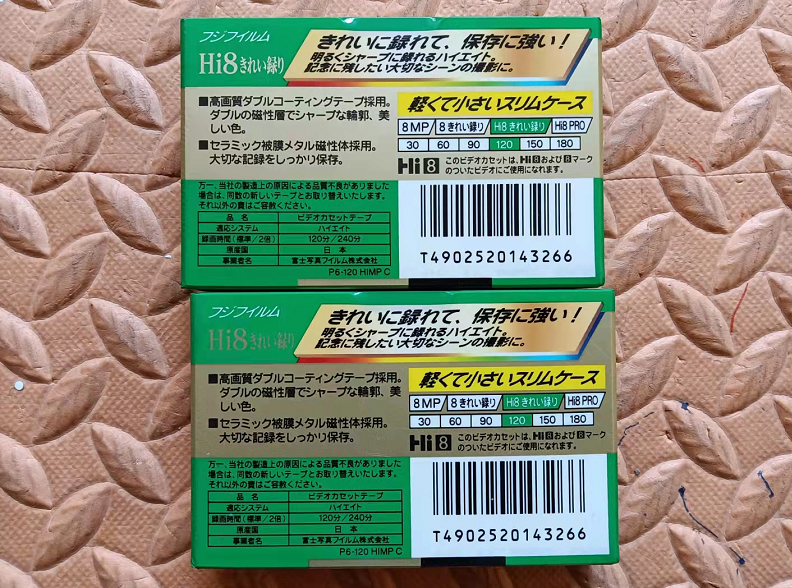 フジフイルム
Hi8きれい録り
きれいに録れて、保存に強い!
明るくシャープに録れるハイエイト。
記念に残したい大切なシーンの撮影に。
■高画質ダブルコーティングテープ採用。
ダブルの磁性層でシャープな輪郭、美
しい色。
■セラミック被膜メタル磁性体採用。
大切な記録をしっかり保存。
軽くて小さいスリムケース
8MP 8きれい録り Hi8きれい録り Hi8PRO
30 60 90 120 150 180
Hi8 このビデオカセットは、Hi8および8マーク
のついたビデオにご使用になれます。
万一、当社の製造上の原因による品質不良がありました
場合は、同数の新しいテープとお取り替えいたします。
それ以外の責はご容赦ください。
品名 ビデオカセットテープ
適応システム ハイエイト
録画時間(標準/2倍) 120分/240分
原産国 日本
事業者名 富士写真フイルム株式会社
P6-120 HIMP C
T4902520143266
フジフイルム
Hi8きれい録り
きれいに録れて、保存に強い!
明るくシャープに録れるハイエイト。
記念に残したい大切なシーンの撮影に。
■高画質ダブルコーティングテープ採用。
ダブルの磁性層でシャープな輪郭、美
しい色。
■セラミック被膜メタル磁性体採用。
大切な記録をしっかり保存。
軽くて小さいスリムケース
8MP 8きれい録り Hi8きれい録り Hi8PRO
30 60 90 120 150 180
Hi8 このビデオカセットは、Hi8および8マーク
のついたビデオにご使用になれます。
万一、当社の製造上の原因による品質不良がありました
場合は、同数の新しいテープとお取り替えいたします。
それ以外の責はご容赦ください。
品名 ビデオカセットテープ
適応システム ハイエイト
録画時間(標準/2倍) 120分/240分
原産国 日本
事業者名 富士写真フイルム株式会社
P6-120 HIMP C
T4902520143266